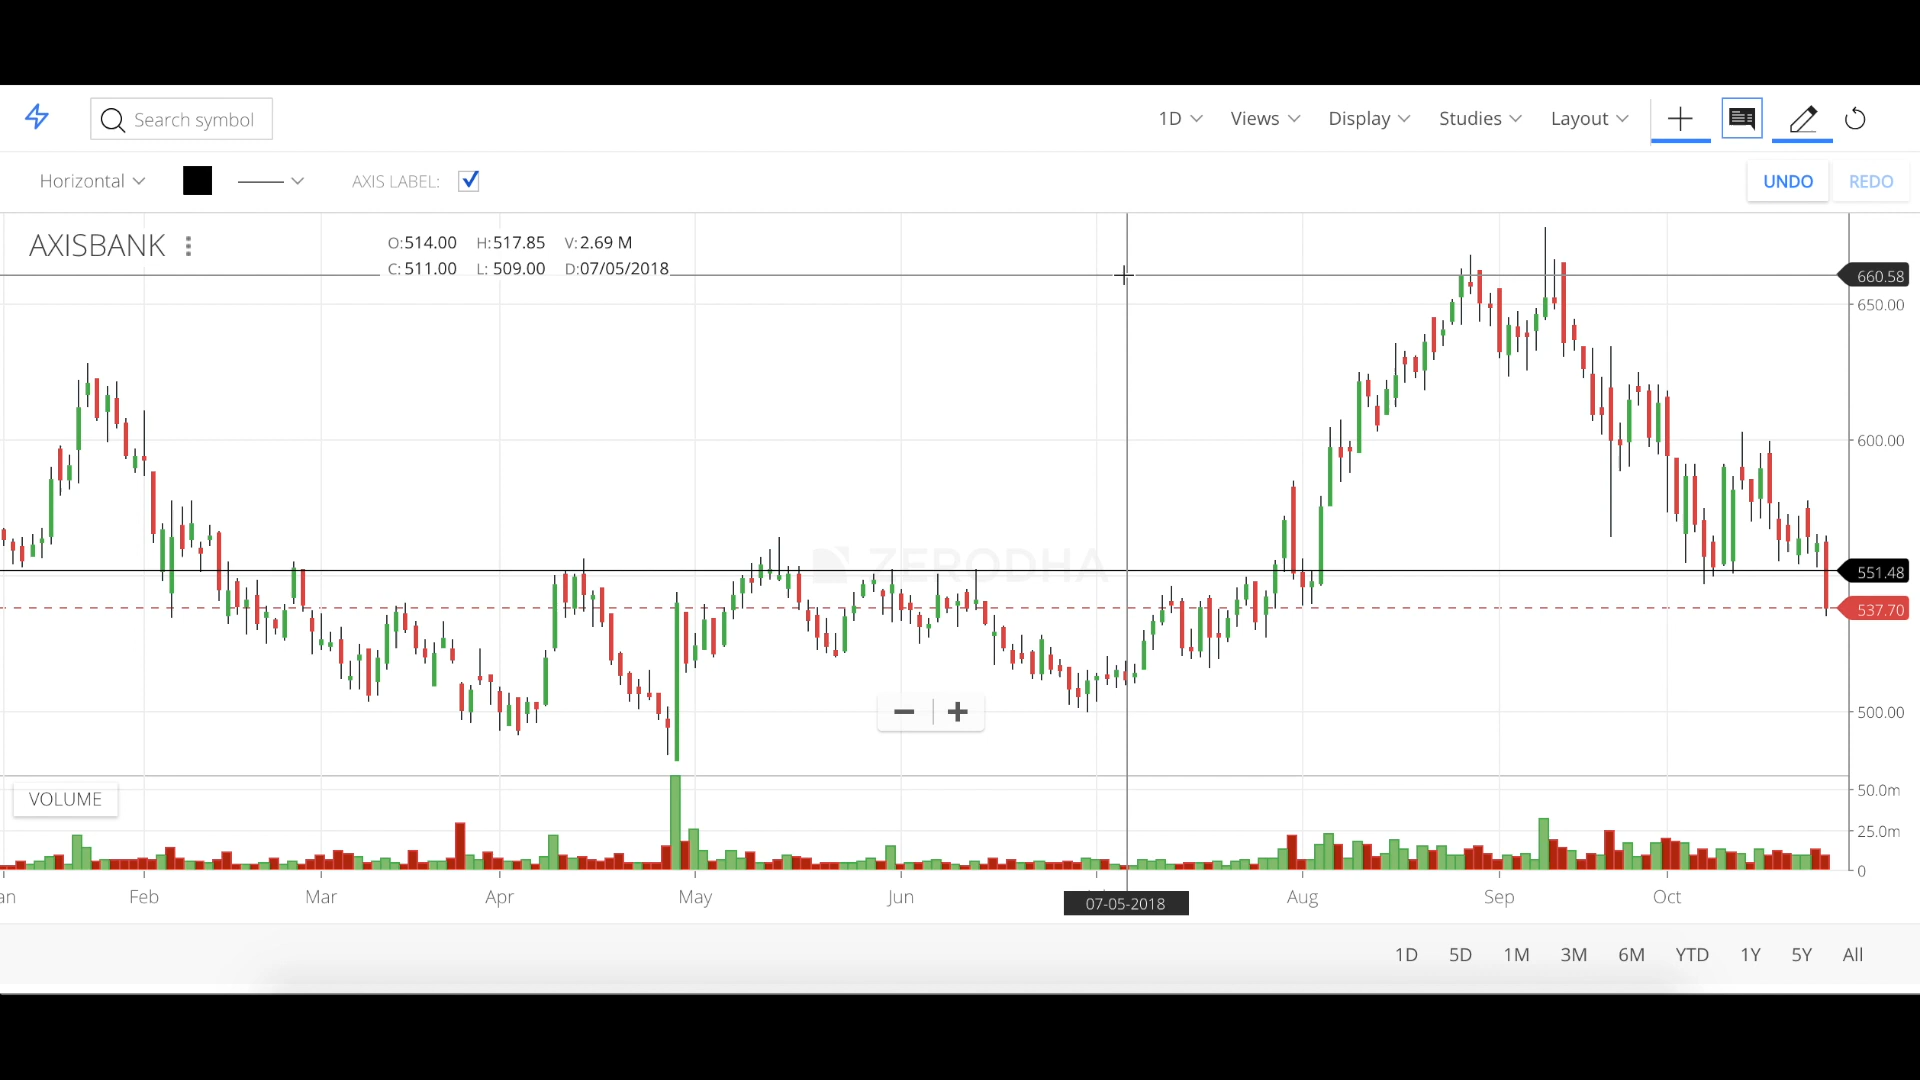 Search symbol
1D Views Display Studies Layout
Horizontal AXIS LABEL: UNDO REDO
AXISBANK
O:514.00 H:517.85 V:2.69 M
C:511.00 L: 509.00 D:07/05/2018
660.58
650.00
600.00
ZERODHA
551.48
537.70
500.00
VOLUME
50.0m
25.0m
0
an Feb Mar Apr May Jun 07-05-2018 Aug Sep Oct
1D 5D 1M 3M 6M YTD 1Y 5Y All